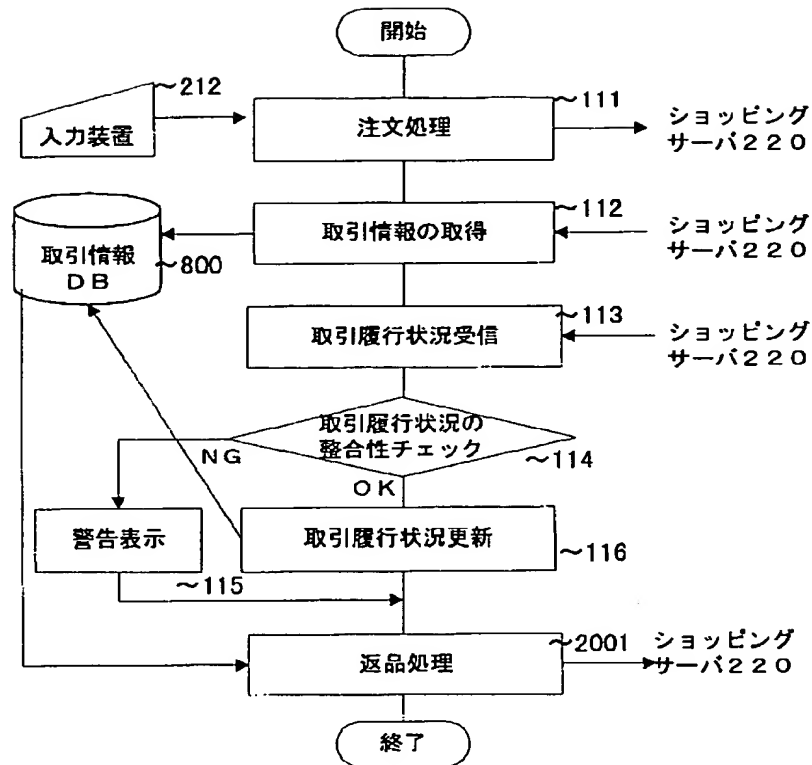 開始
～212
入力装置
～111
注文処理
ショッピング
サーバ２２０
～112
取引情報の取得
ショッピング
サーバ２２０
取引情報
ＤＢ
～800
～113
取引履行状況受信
ショッピング
サーバ２２０
取引履行状況の
整合性チェック
～114
ＮＧ
ＯＫ
警告表示
～115
取引履行状況更新
～116
～2001
返品処理
ショッピング
サーバ２２０
終了